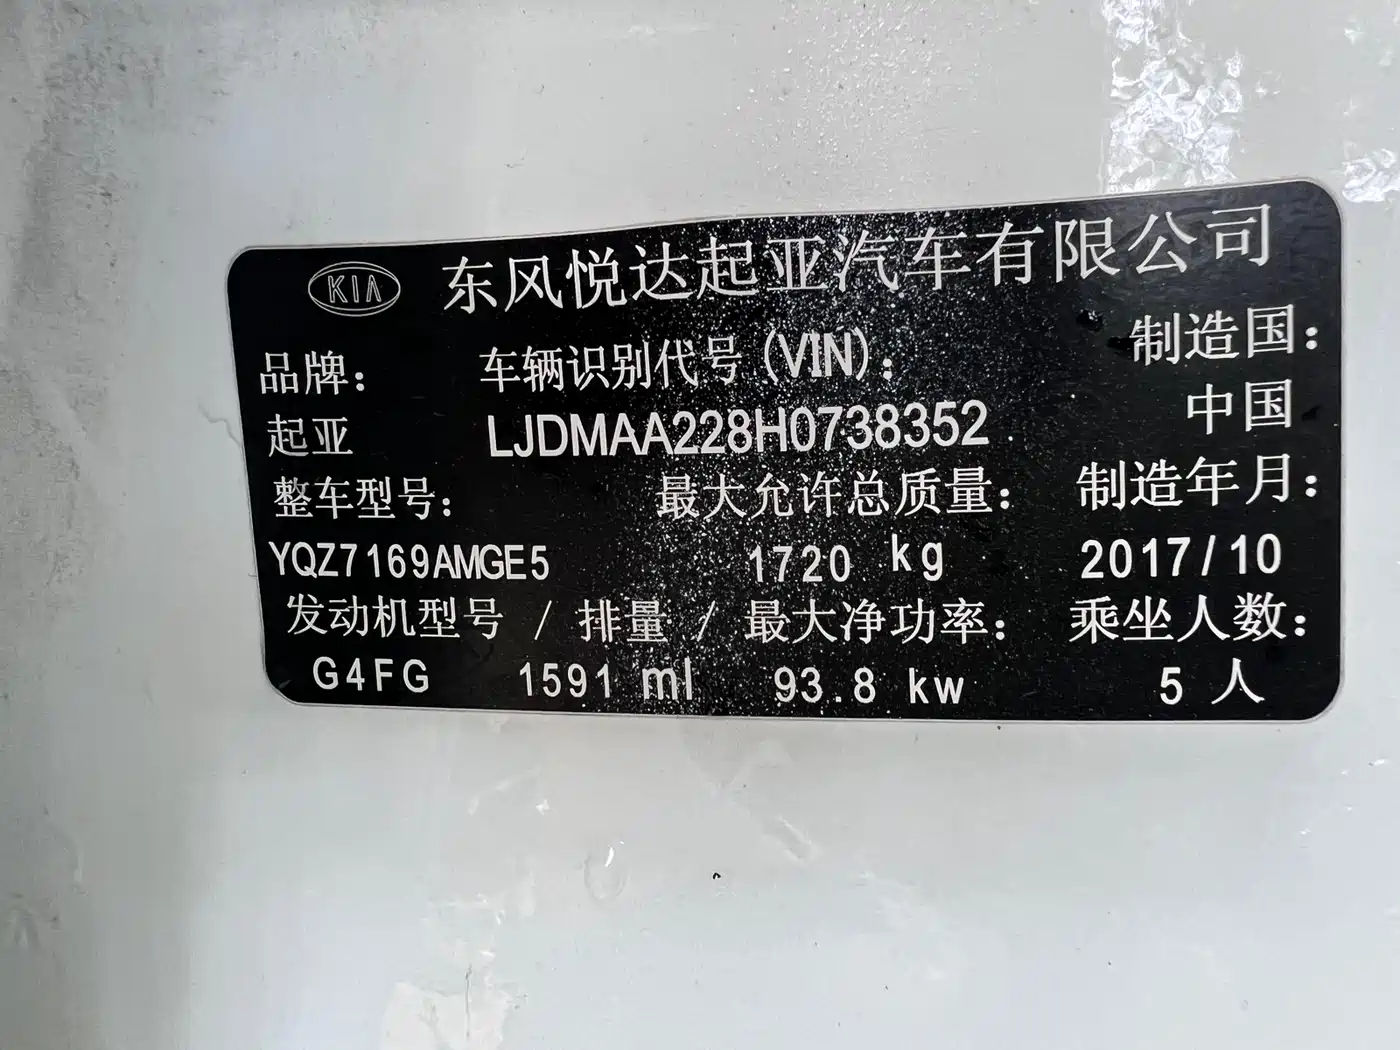 KIA 东风悦达起亚汽车有限公司
品牌： 车辆识别代号 (VIN)： 制造国：
起亚 LJDMAA228H0738352 中国
整车型号： 最大允许总质量： 制造年月：
YQZ7169AMGE5 1720 kg 2017/10
发动机型号 / 排量 / 最大净功率： 乘坐人数：
G4FG 1591 ml 93.8 kw 5 人